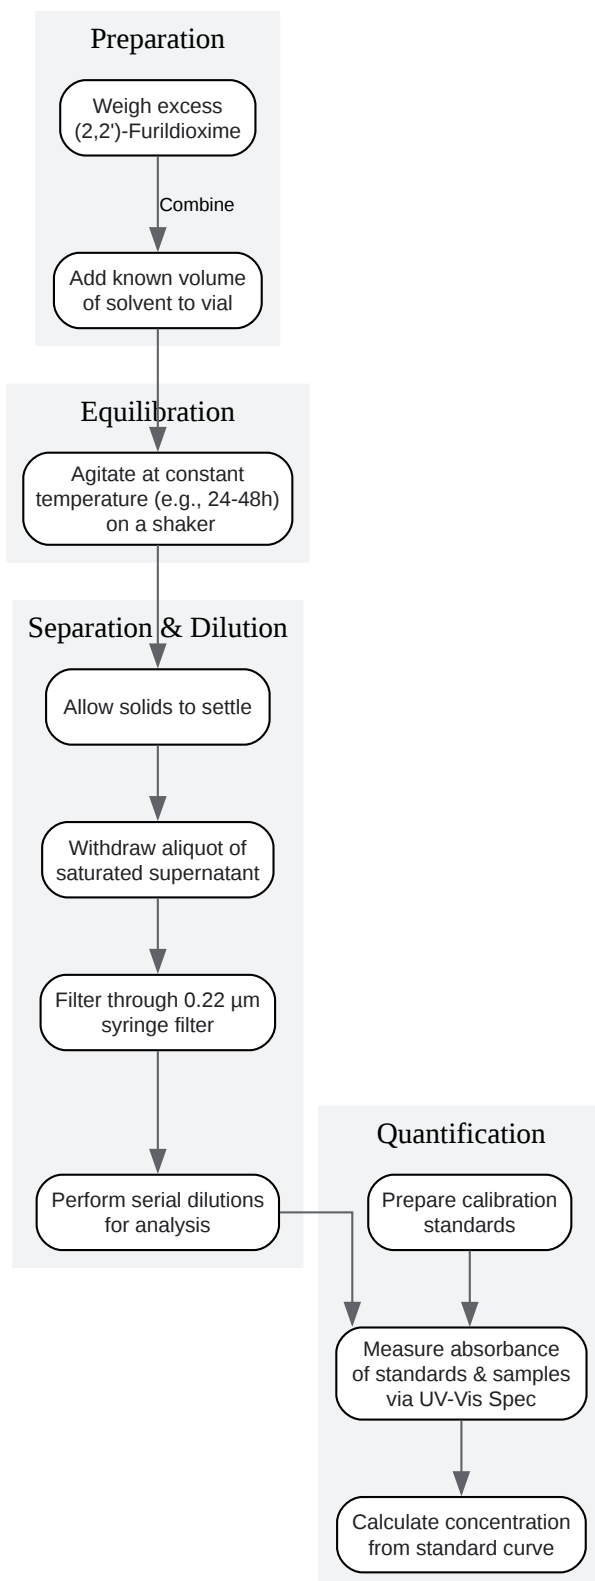 Preparation
Weigh excess
(2,2')-Furildioxime
Combine
Add known volume
of solvent to vial
Equilibration
Agitate at constant
temperature (e.g., 24-48h)
on a shaker
Separation & Dilution
Allow solids to settle
Withdraw aliquot of
saturated supernatant
Filter through 0.22 µm
syringe filter
Perform serial dilutions
for analysis
Quantification
Prepare calibration
standards
Measure absorbance
of standards & samples
via UV-Vis Spec
Calculate concentration
from standard curve